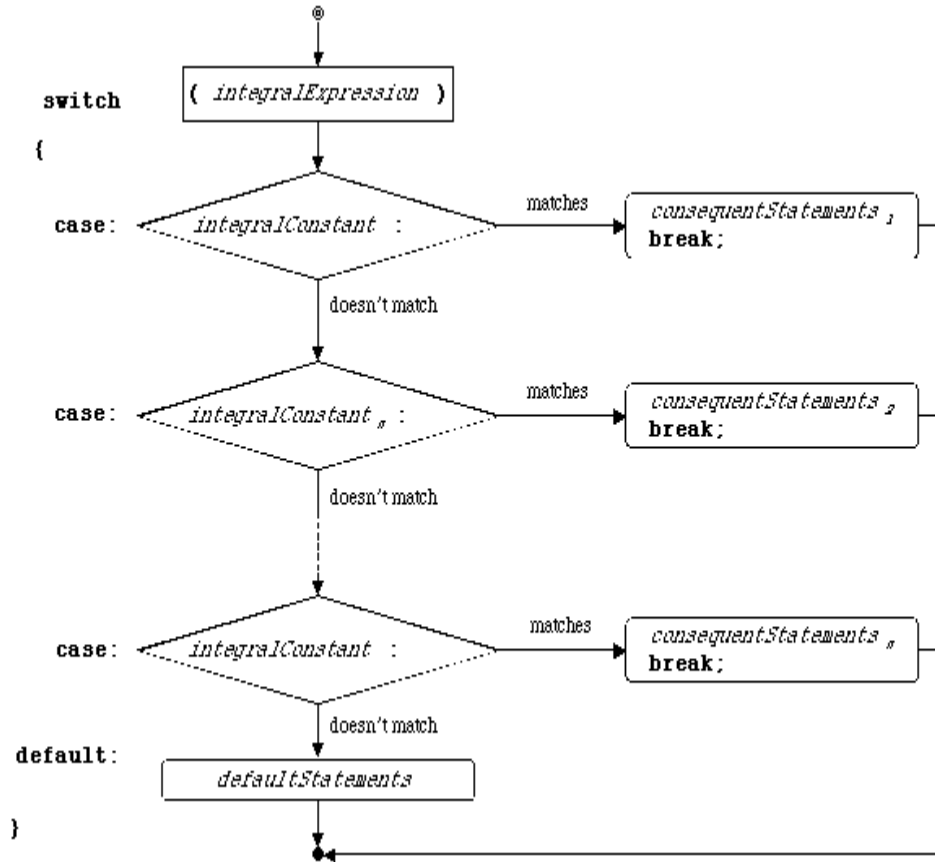 switch ( integralExpression )
{
case: integralConstant : matches consequentStatements 1
break;
doesn't match
case: integralConstant n : matches consequentStatements 2
break;
doesn't match
case: integralConstant : matches consequentStatements n
break;
doesn't match
default:
defaultStatements
}